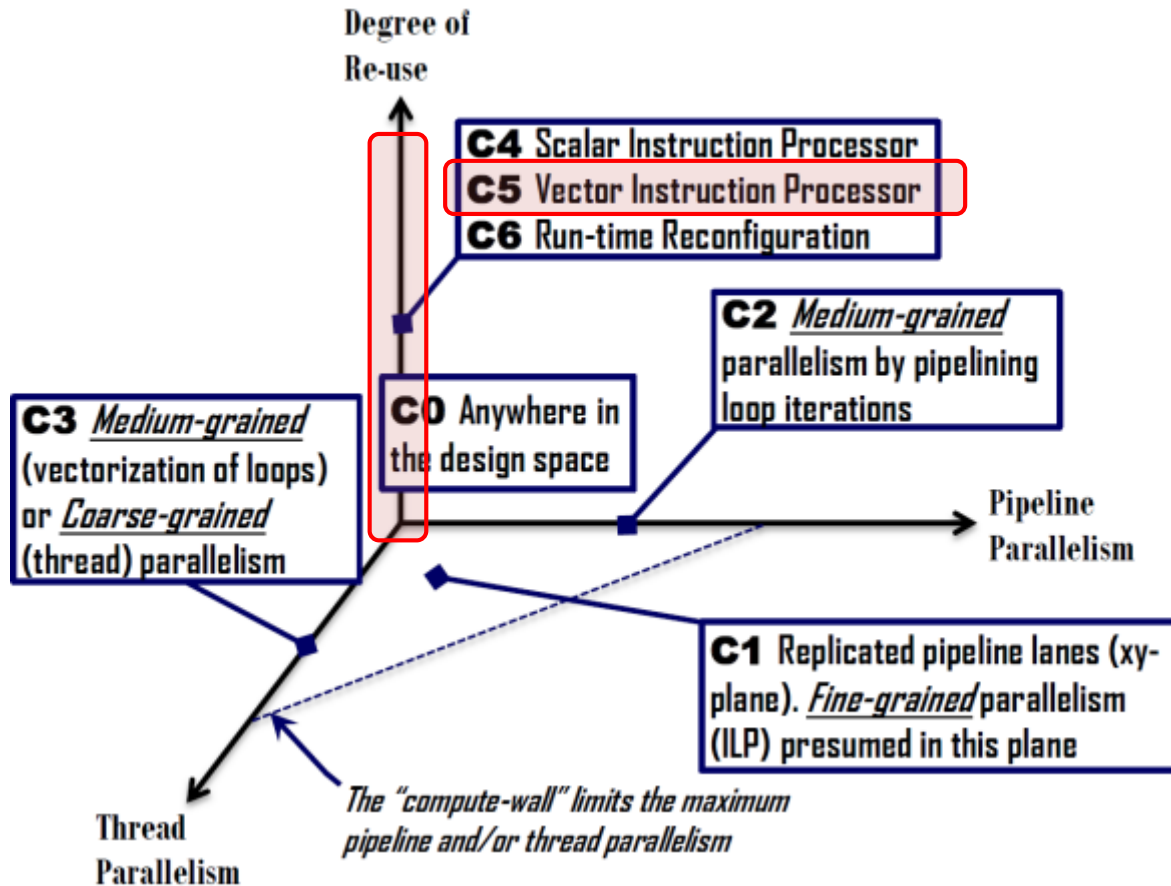 Degree of
Re-use
C4 Scalar Instruction Processor
C5 Vector Instruction Processor
C6 Run-time Reconfiguration
C2 Medium-grained
parallelism by pipelining
loop iterations
C0 Anywhere in
the design space
C3 Medium-grained
(vectorization of loops)
or Coarse-grained
(thread) parallelism
Pipeline
Parallelism
C1 Replicated pipeline lanes (xy-
plane). Fine-grained parallelism
(ILP) presumed in this plane
The "compute-wall" limits the maximum
pipeline and/or thread parallelism
Thread
Parallelism